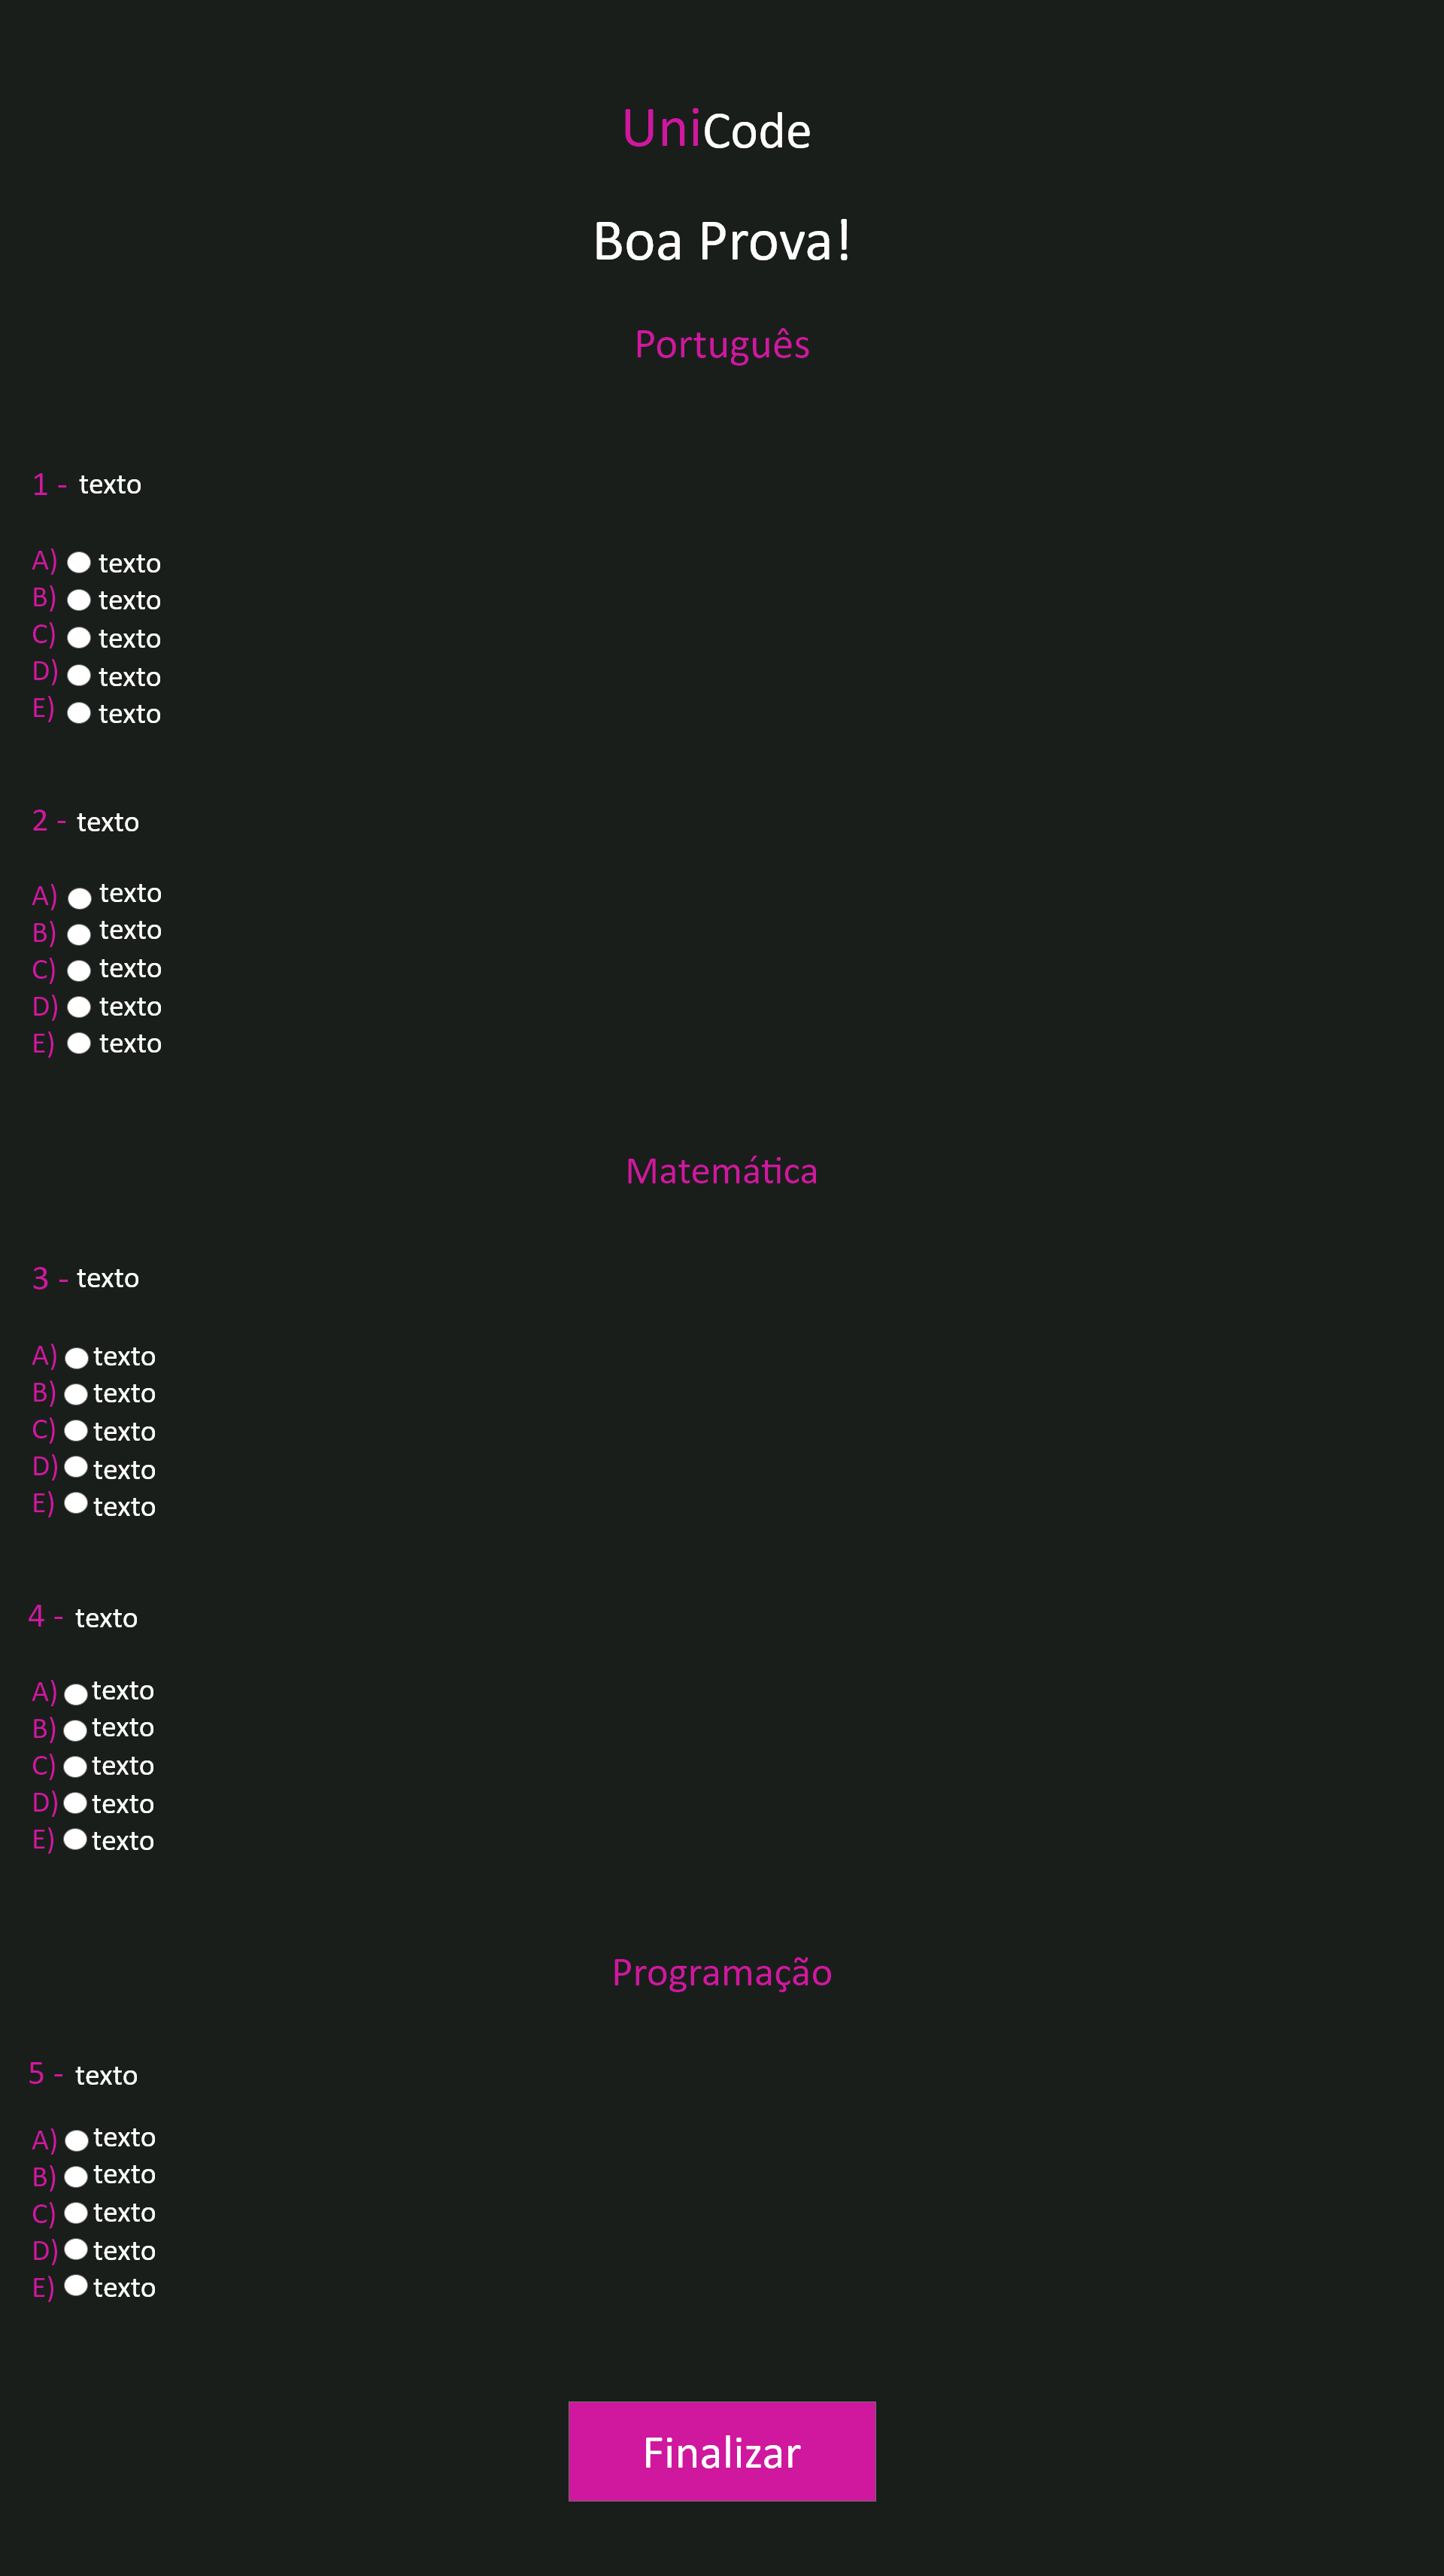 UniCode
Boa Prova!
Português
1 - texto
A) texto
B) texto
C) texto
D) texto
E) texto
2 - texto
A) texto
B) texto
C) texto
D) texto
E) texto
Matemática
3 - texto
A) texto
B) texto
C) texto
D) texto
E) texto
4 - texto
A) texto
B) texto
C) texto
D) texto
E) texto
Programação
5 - texto
A) texto
B) texto
C) texto
D) texto
E) texto
Finalizar